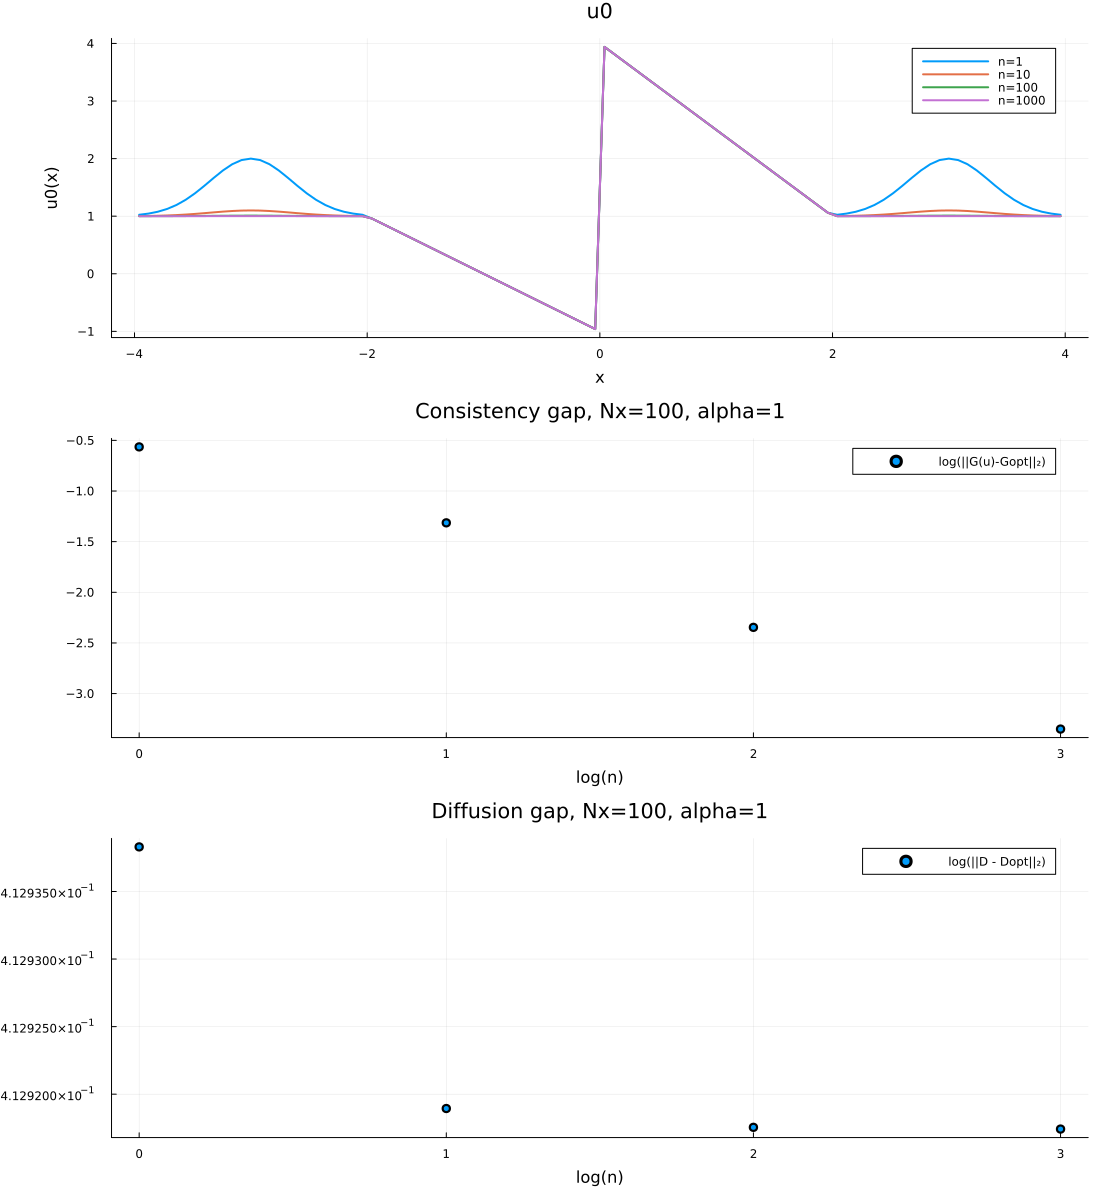 u0
u0(x)
4
3
2
1
0
−1
n=1
n=10
n=100
n=1000
−4
−2
0
2
4
x
Consistency gap, Nx=100, alpha=1
−0.5
−1.0
−1.5
−2.0
−2.5
−3.0
log(||G(u)-Gopt||₂)
0
1
2
3
log(n)
Diffusion gap, Nx=100, alpha=1
4.129350×10⁻¹
4.129300×10⁻¹
4.129250×10⁻¹
4.129200×10⁻¹
log(||D - Dopt||₂)
0
1
2
3
log(n)